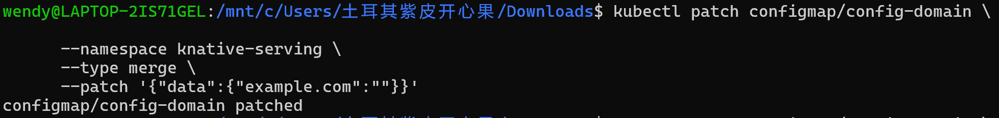 wendy@LAPTOP-2IS71GEL:/mnt/c/Users/土耳其紫皮开心果/Downloads$ kubectl patch configmap/config-domain \
--namespace knative-serving \
--type merge \
--patch '{"data":{"example.com":""}}'
configmap/config-domain patched